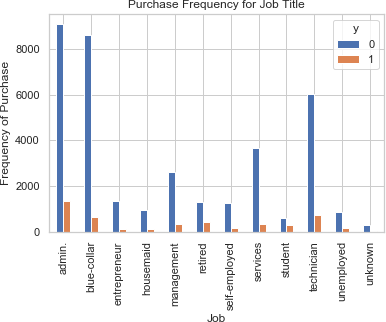 Purchase Frequency for Job Title
y
0
1
8000
6000
4000
2000
0
Frequency of Purchase
admin.
blue-collar
entrepreneur
housemaid
management
retired
self-employed
services
student
technician
unemployed
unknown
Job